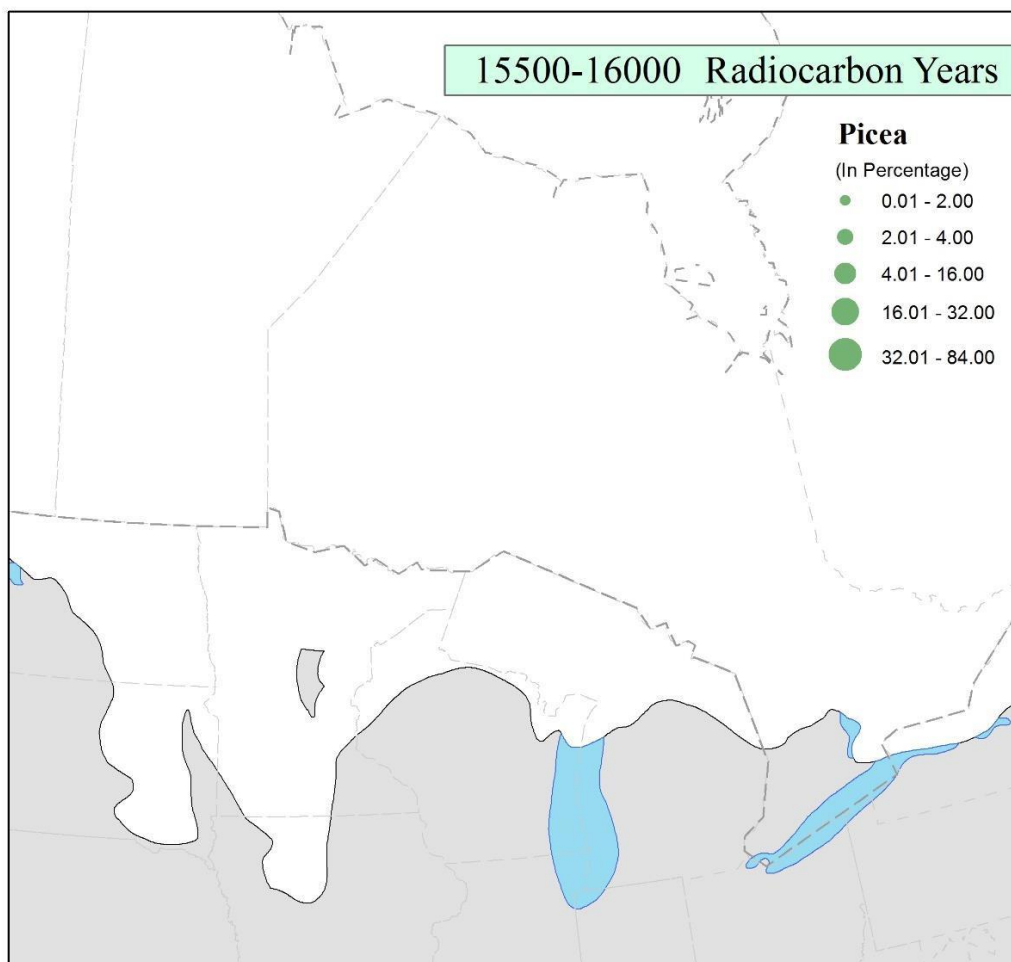 15500-16000 Radiocarbon Years
Picea
(In Percentage)
0.01 - 2.00
2.01 - 4.00
4.01 - 16.00
16.01 - 32.00
32.01 - 84.00